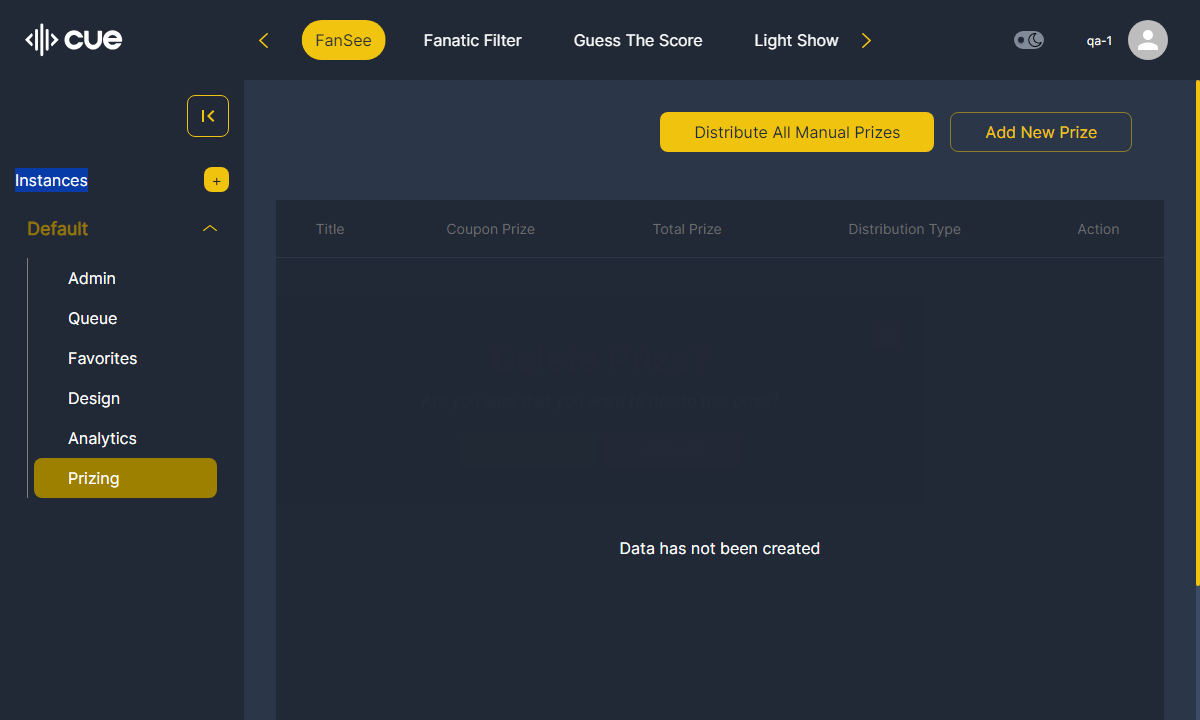 cue
FanSee
Fanatic Filter
Guess The Score
Light Show
qa-1
Instances
+
Default
Admin
Queue
Favorites
Design
Analytics
Prizing
Distribute All Manual Prizes
Add New Prize
Title
Coupon Prize
Total Prize
Distribution Type
Action
Data has not been created